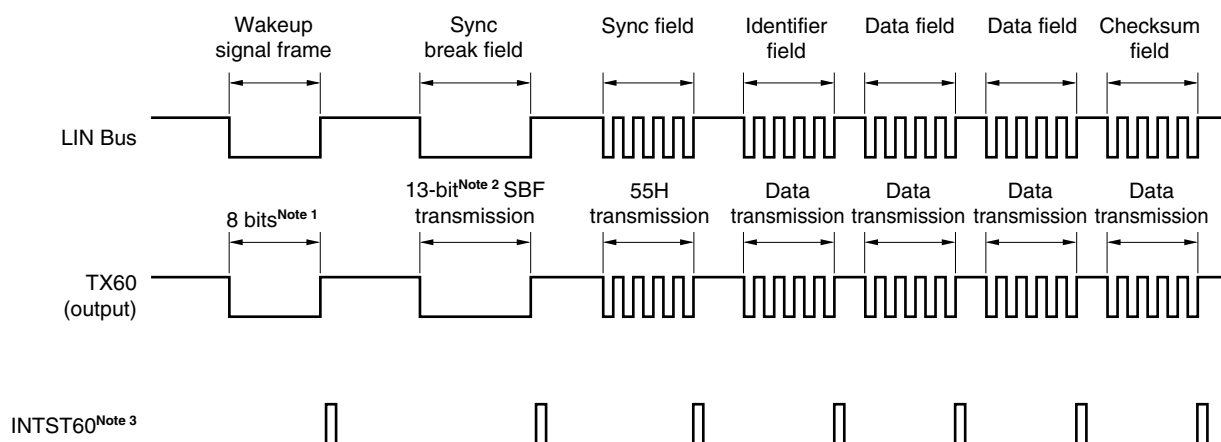 Wakeup
signal frame
Sync
break field
Sync field
Identifier
field
Data field
Data field
Checksum
field
LIN Bus
8 bitsNote 1
13-bitNote 2 SBF
transmission
55H
transmission
Data
transmission
Data
transmission
Data
transmission
Data
transmission
TX60
(output)
INTST60Note 3